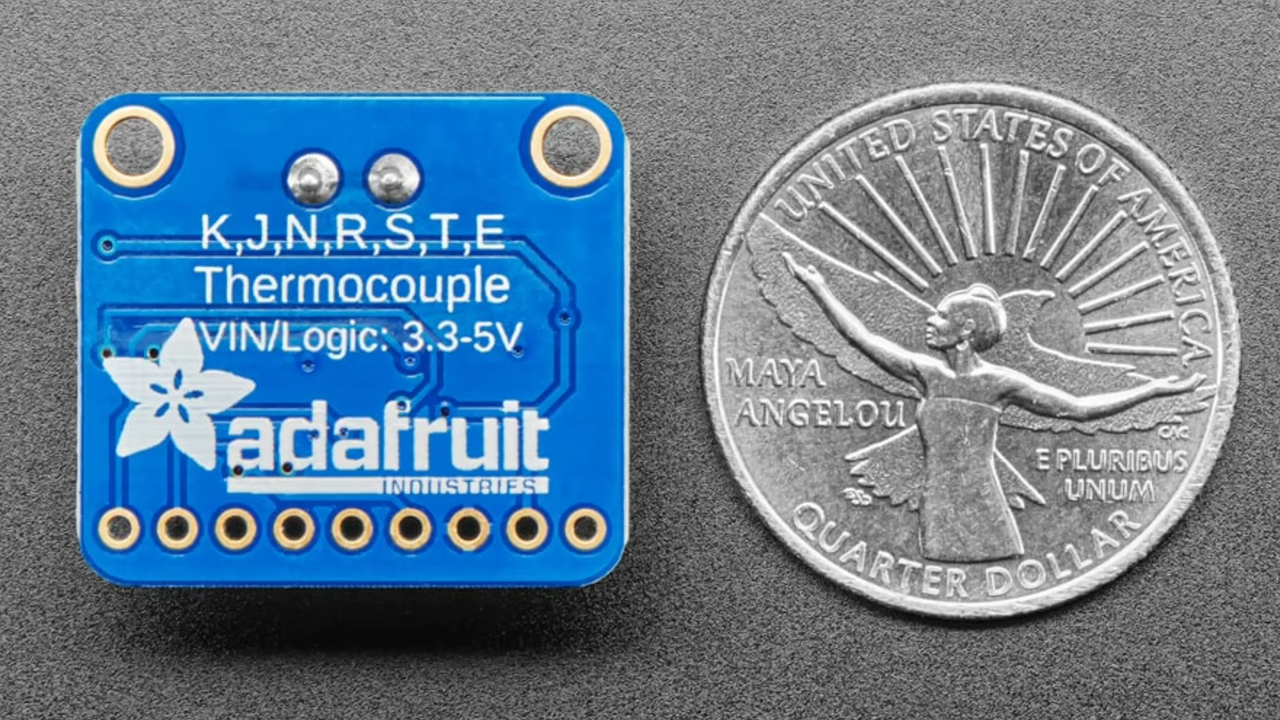 K,J,N,R,S,T,E
Thermocouple
VIN/Logic: 3.3-5V
adafruit
INDUSTRIES
UNITED STATES OF AMERICA
MAYA
ANGELOU
E PLURIBUS
UNUM
QUARTER DOLLAR